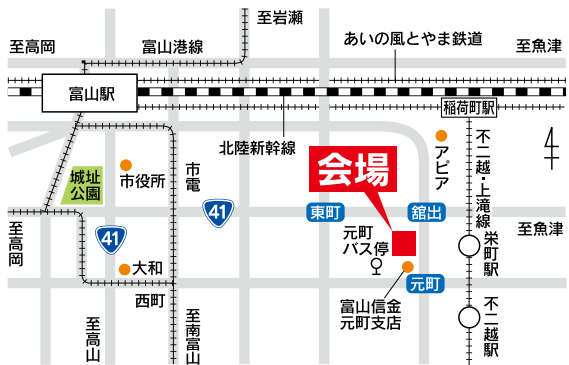 至岩瀬
至高岡
富山港線
あいの風とやま鉄道
至魚津
富山駅
稲荷町駅
北陸新幹線
アピア
不二越・上滝線
城址
公園
市役所
市電
会場
41
東町
舘出
至魚津
至高岡
41
元町
バス停
栄町駅
大和
元町
西町
富山信金
元町支店
不二越駅
至高山
至南富山